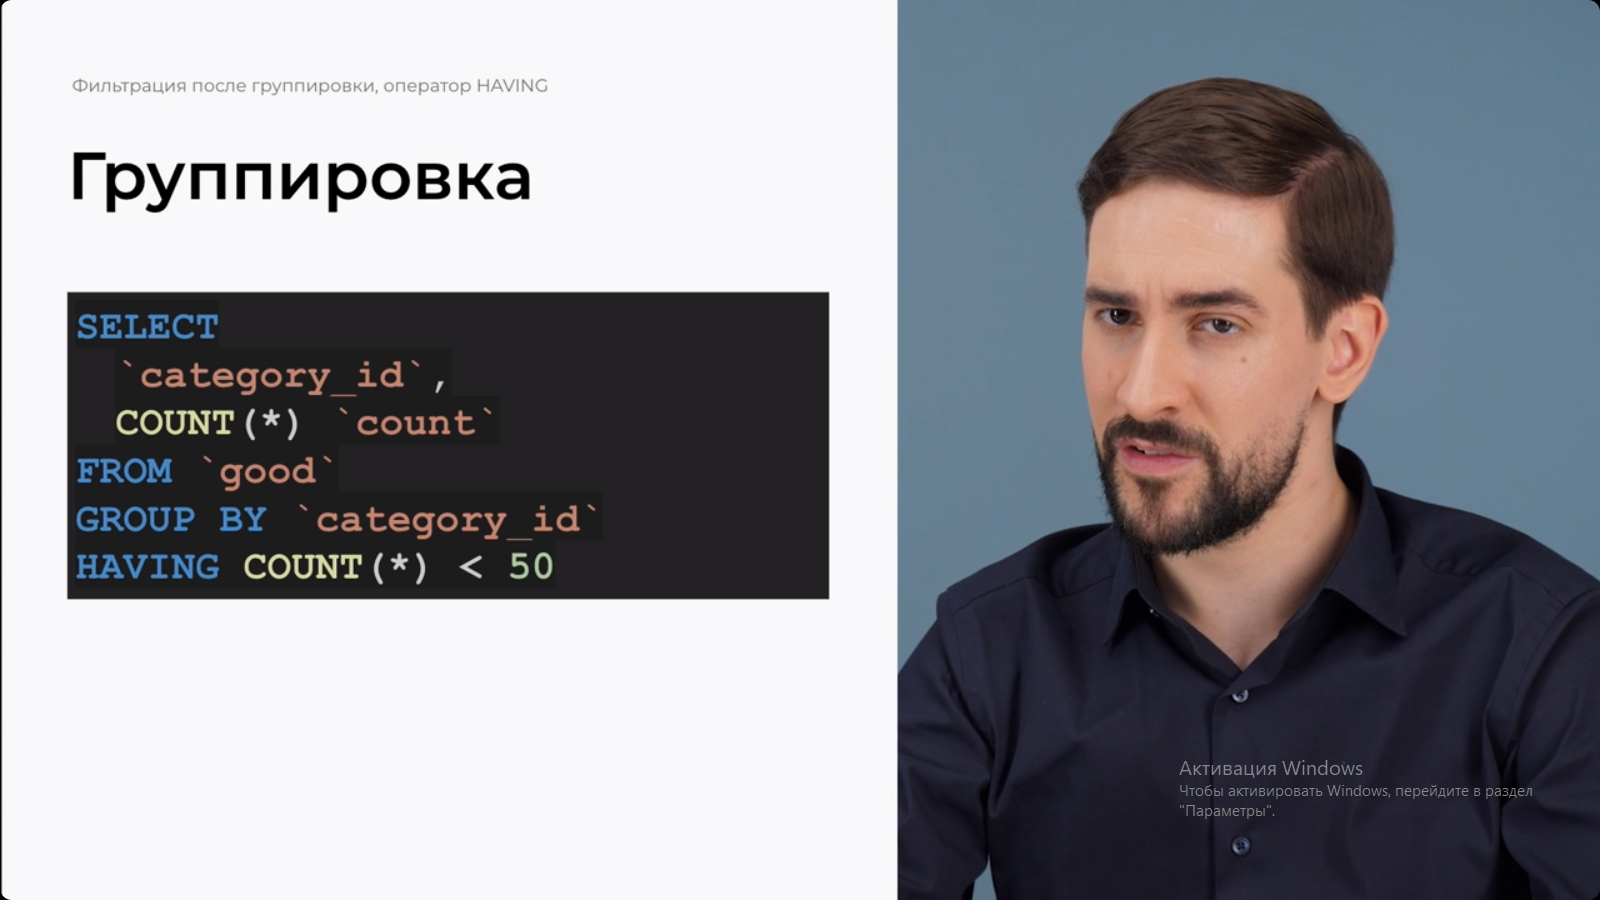 Фильтрация после группировки, оператор HAVING
Группировка
SELECT
`category_id`,
COUNT(*) `count`
FROM `good`
GROUP BY `category_id`
HAVING COUNT(*) < 50
Активация Windows
Чтобы активировать Windows, перейдите в раздел
"Параметры".